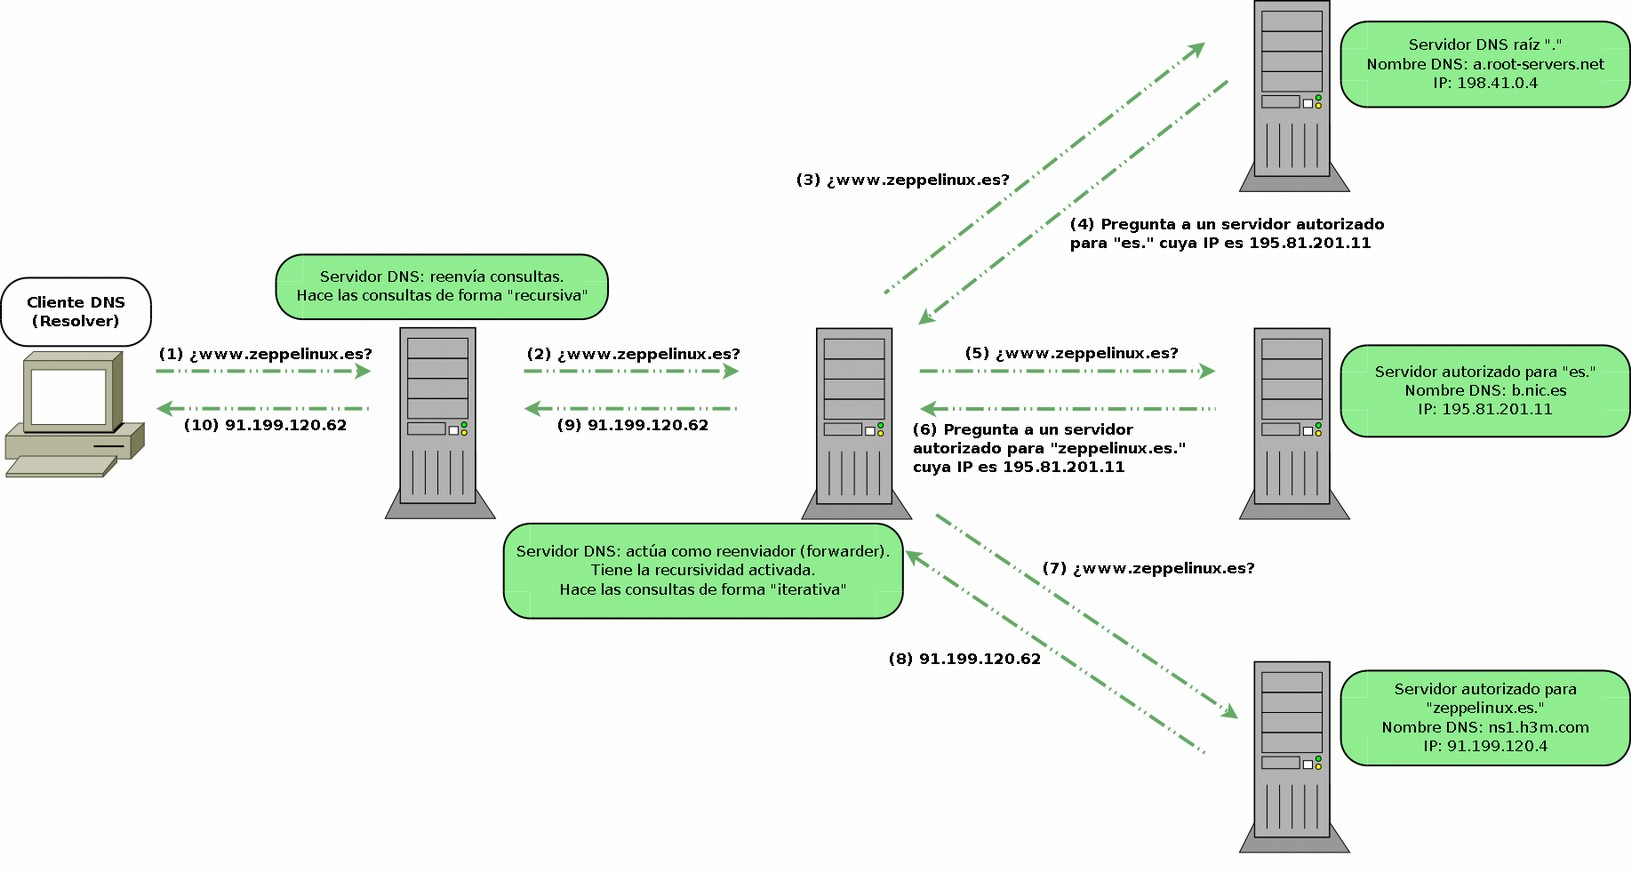 Servidor DNS raíz "."
Nombre DNS: a.root-servers.net
IP: 198.41.0.4
(3) ¿www.zeppelinux.es?
(4) Pregunta a un servidor autorizado
para "es." cuya IP es 195.81.201.11
Servidor DNS: reenvía consultas.
Hace las consultas de forma "recursiva"
Cliente DNS
(Resolver)
(1) ¿www.zeppelinux.es?
(2) ¿www.zeppelinux.es?
(5) ¿www.zeppelinux.es?
Servidor autorizado para "es."
Nombre DNS: b.nic.es
IP: 195.81.201.11
(10) 91.199.120.62
(9) 91.199.120.62
(6) Pregunta a un servidor
autorizado para "zeppelinux.es."
cuya IP es 195.81.201.11
Servidor DNS: actúa como reenviador (forwarder).
Tiene la recursividad activada.
Hace las consultas de forma "iterativa"
(7) ¿www.zeppelinux.es?
(8) 91.199.120.62
Servidor autorizado para
"zeppelinux.es."
Nombre DNS: ns1.h3m.com
IP: 91.199.120.4